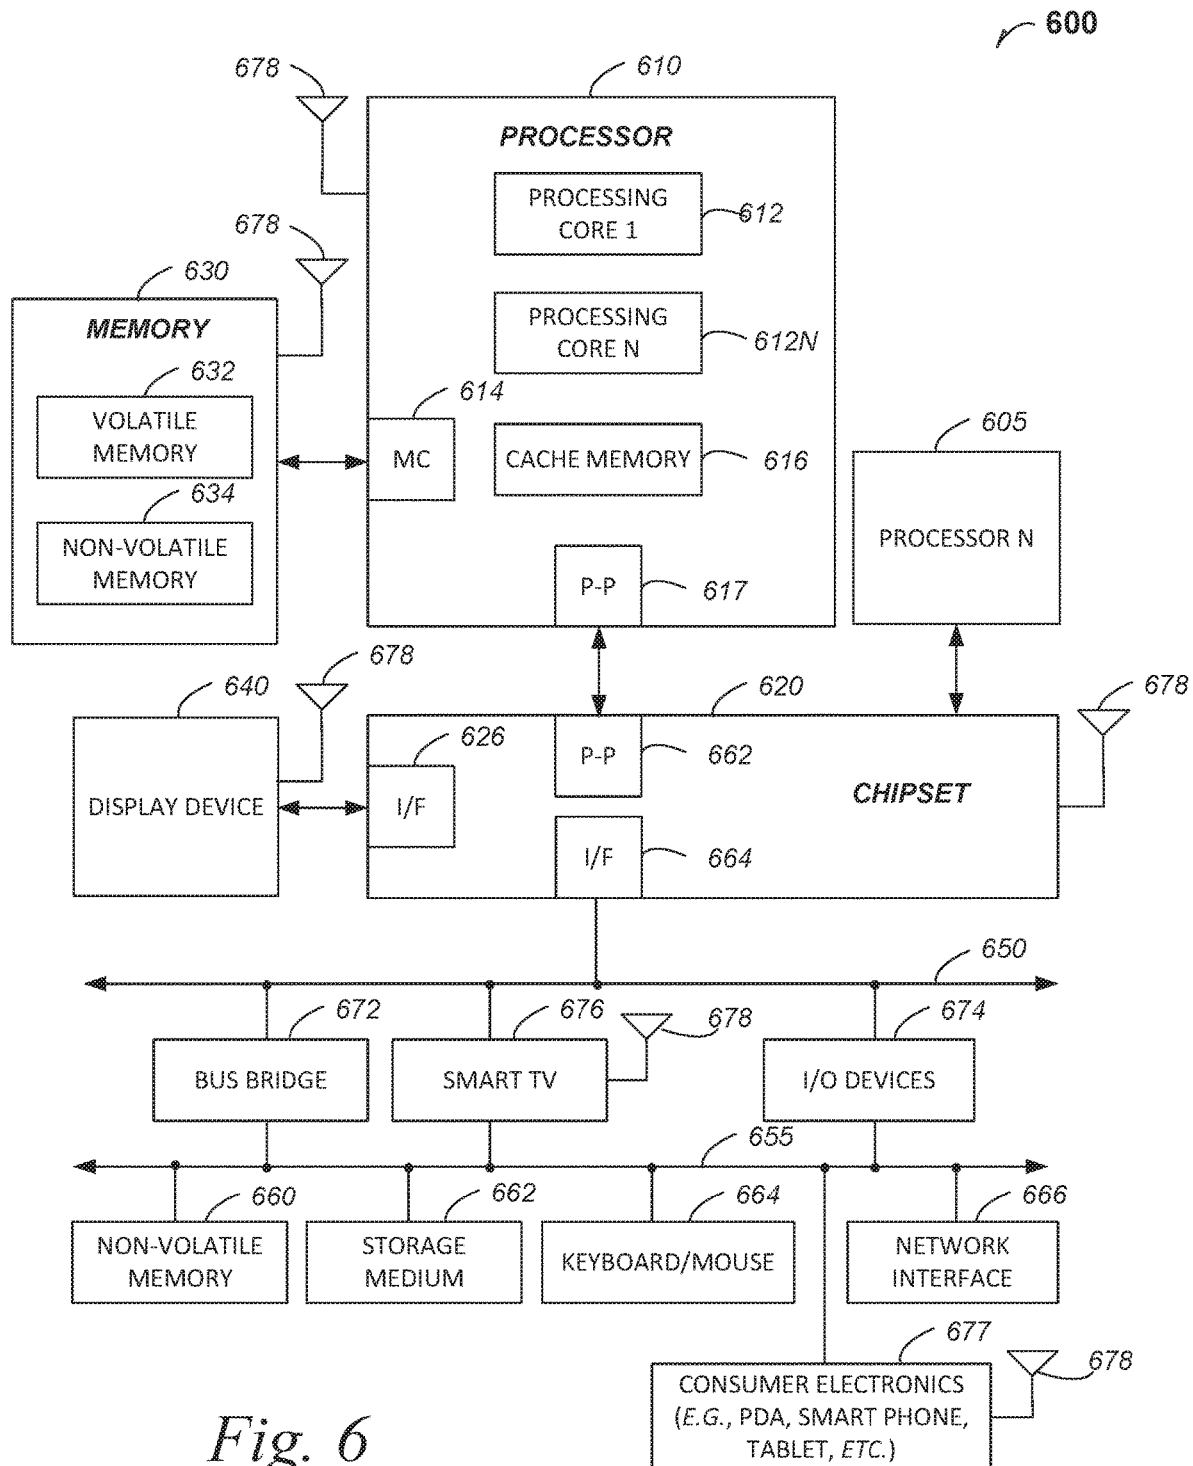 600
678
610
PROCESSOR
PROCESSING
CORE 1
612
678
630
MEMORY
PROCESSING
CORE N
612N
632
VOLATILE
MEMORY
614
MC
CACHE MEMORY
616
605
634
NON-VOLATILE
MEMORY
PROCESSOR N
P-P
617
678
640
620
678
626
P-P
662
DISPLAY DEVICE
I/F
CHIPSET
I/F
664
650
672
676
678
674
BUS BRIDGE
SMART TV
I/O DEVICES
655
660
662
664
666
NON-VOLATILE
MEMORY
STORAGE
MEDIUM
KEYBOARD/MOUSE
NETWORK
INTERFACE
677
678
CONSUMER ELECTRONICS
(E.G., PDA, SMART PHONE,
TABLET, ETC.)
Fig. 6